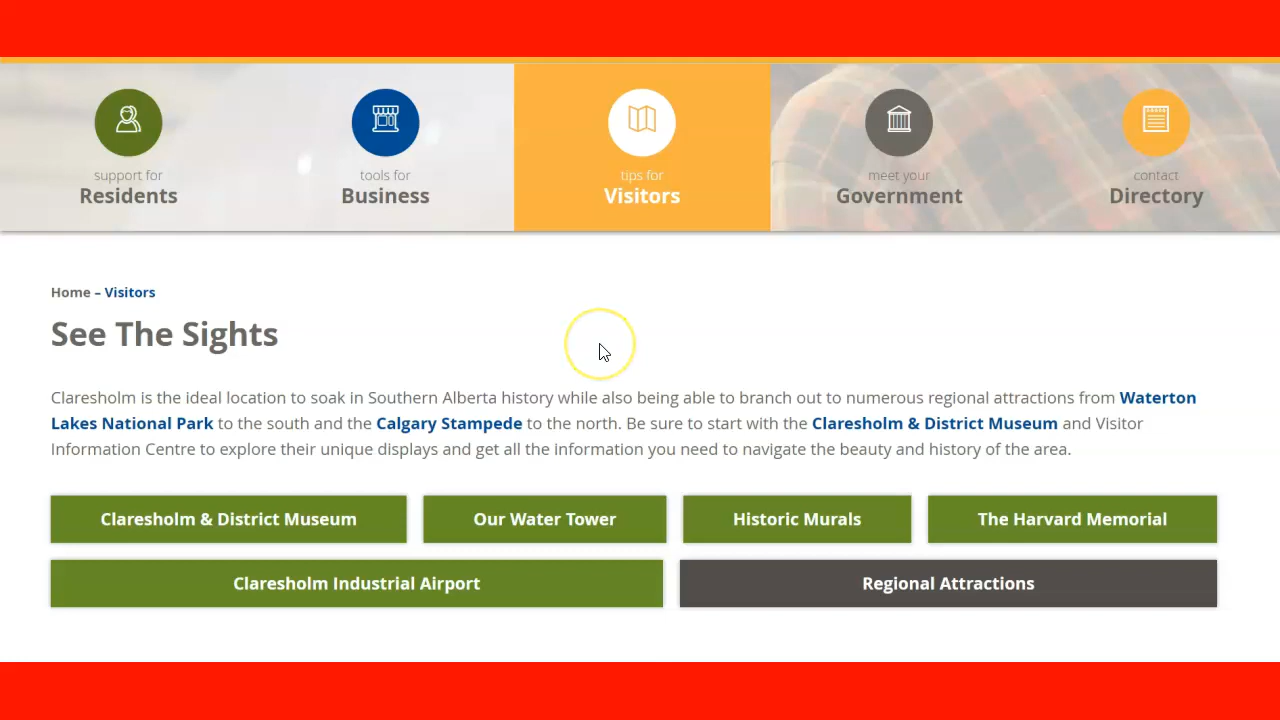 support for
Residents
tools for
Business
tips for
Visitors
meet your
Government
contact
Directory
Home – Visitors
See The Sights
Claresholm is the ideal location to soak in Southern Alberta history while also being able to branch out to numerous regional attractions from Waterton
Lakes National Park to the south and the Calgary Stampede to the north. Be sure to start with the Claresholm & District Museum and Visitor
Information Centre to explore their unique displays and get all the information you need to navigate the beauty and history of the area.
Claresholm & District Museum
Our Water Tower
Historic Murals
The Harvard Memorial
Claresholm Industrial Airport
Regional Attractions